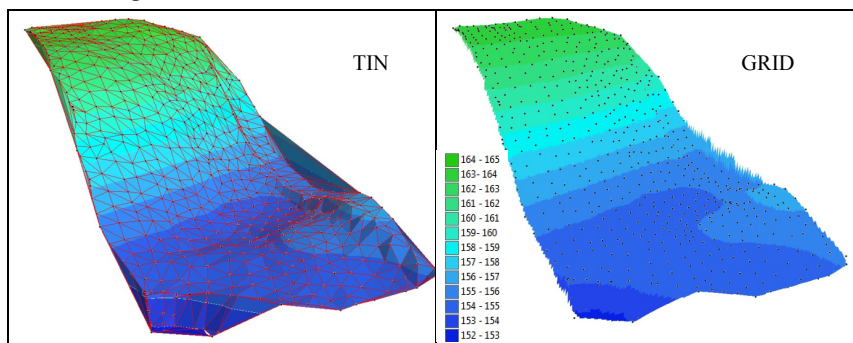 TIN
GRID
164 - 165
163 - 164
162 - 163
161 - 162
160 - 161
159 - 160
158 - 159
157 - 158
156 - 157
155 - 156
154 - 155
153 - 154
152 - 153